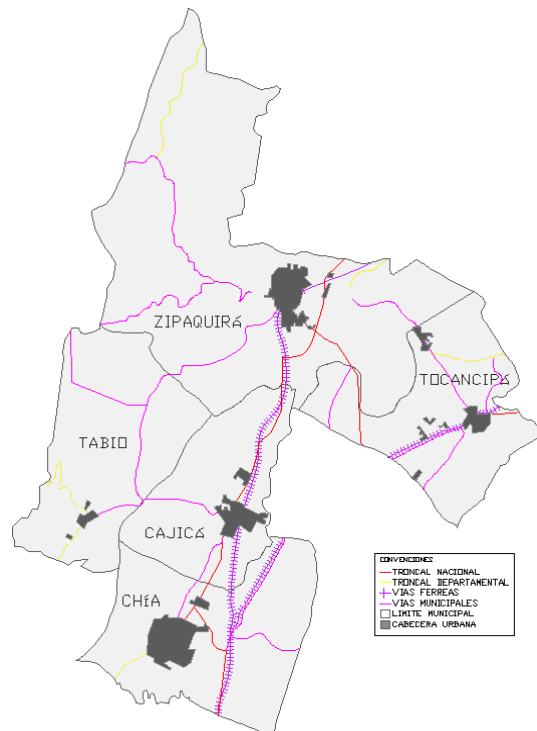 ZIPAQUIRá
TOCANCIPá
TABIO
CAJICá
CHíA
CONVENCIONES
TRONCAL NACIONAL
TRONCAL DEPARTAMENTAL
VIAS FERREAS
VIAS MUNICIPALES
LIMITE MUNICIPAL
CABECERA URBANA